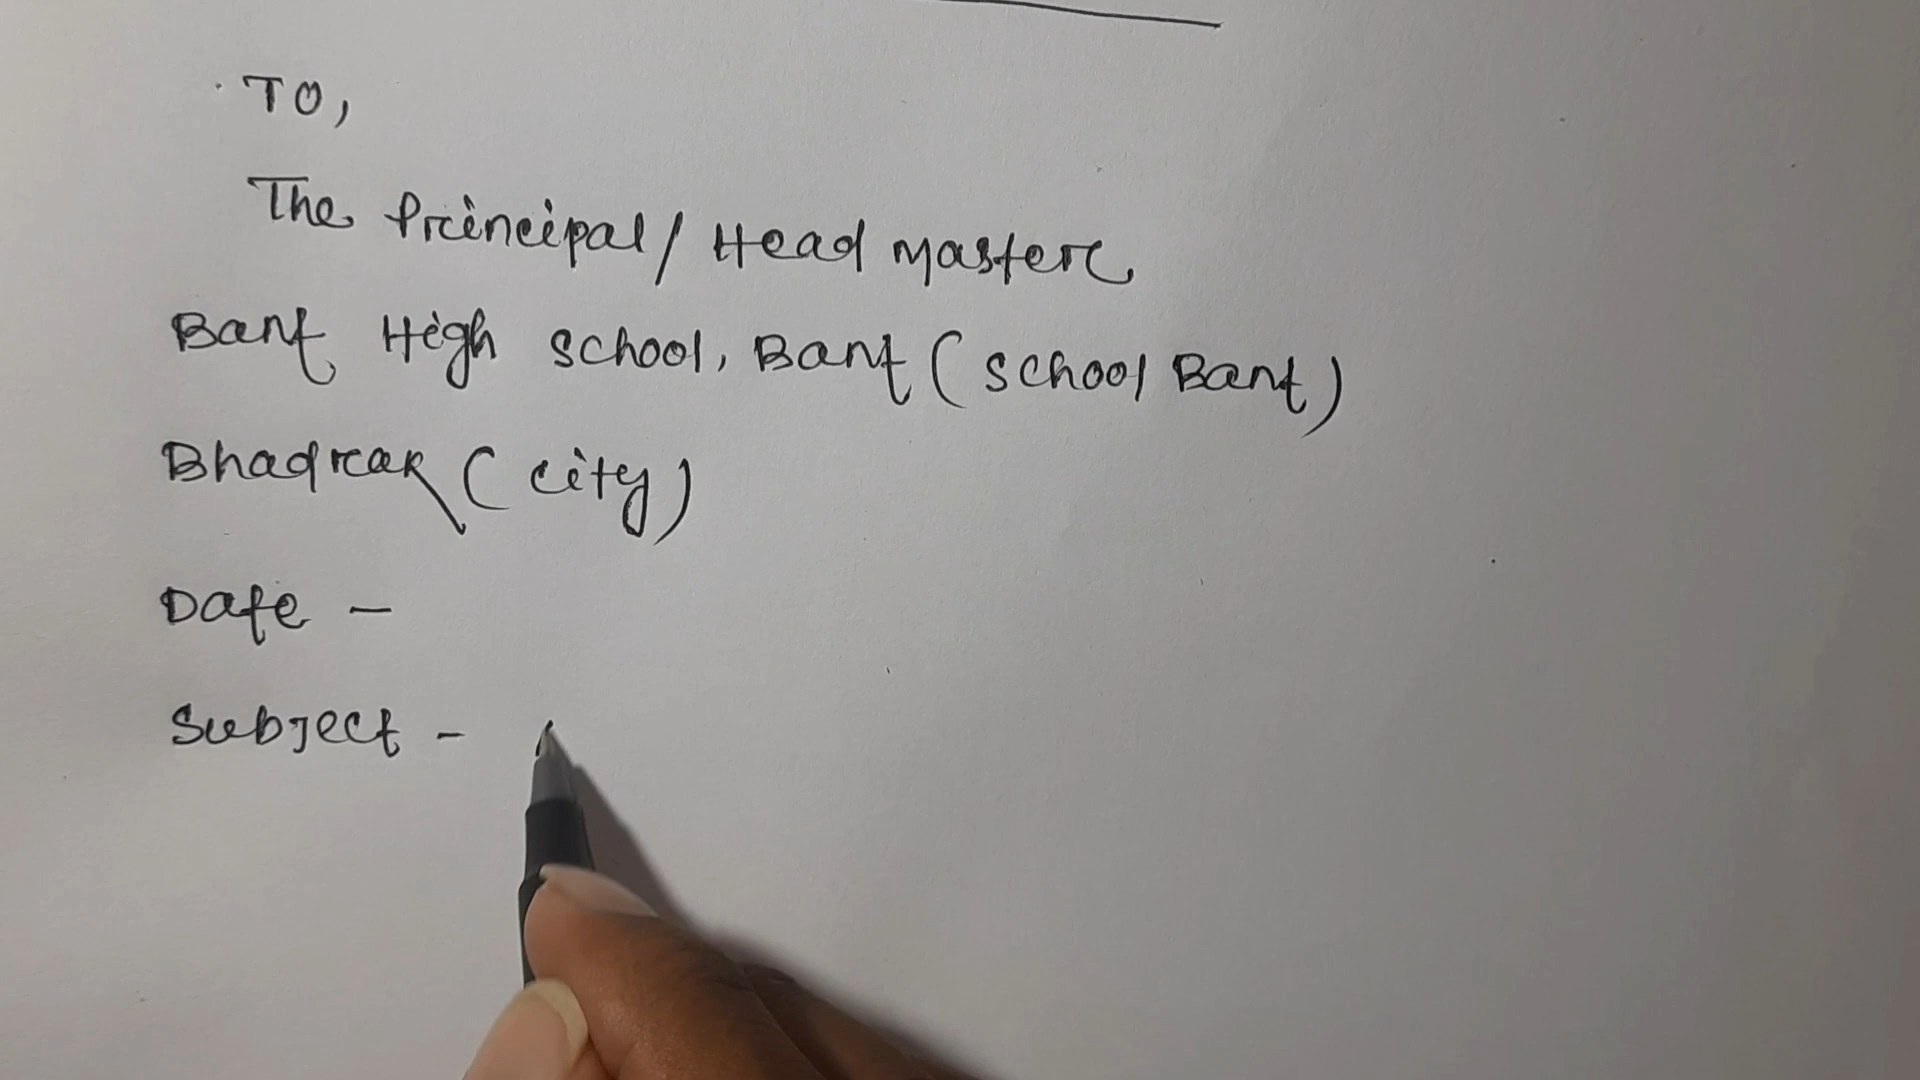 TO,
The Principal/Head Master
Bant High School, Bant (School Bant)
Bhadrak (City)
Date -
Subject -